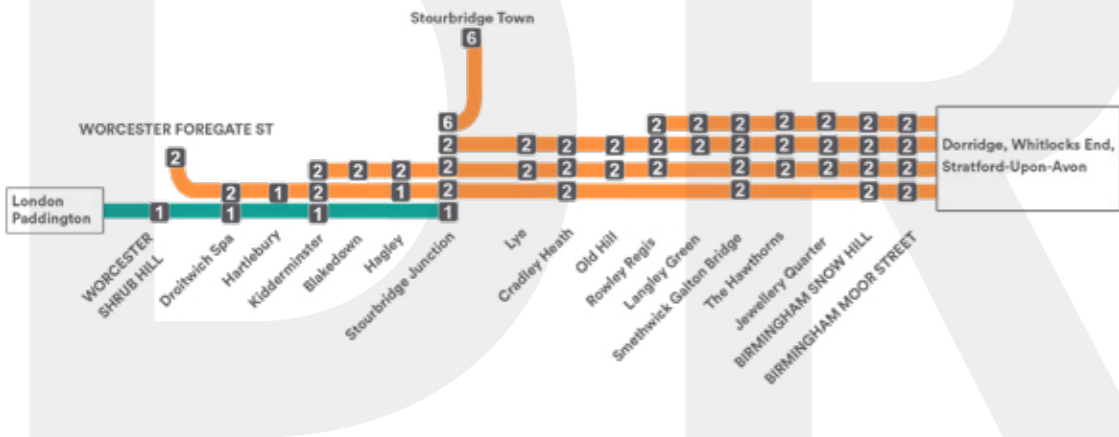 Stourbridge Town
6
WORCESTER FOREGATE ST
6
2 2 2 2 2 2 2
2 2 2 2 2 2 2 2 2 2 2 2
Dorridge, Whitlocks End,
Stratford-Upon-Avon
2
2 2 2 2 2 2 2 2 2 2 2 2 2
2 1 2 1 2 2 2 2 2
London
Paddington
1 1 1 1
WORCESTER
SHRUB HILL
Droitwich Spa
Hartlebury
Kidderminster
Blakedown
Hagley
Stourbridge Junction
Lye
Cradley Heath
Old Hill
Rowley Regis
Langley Green
Smethwick Galton Bridge
The Hawthorns
Jewellery Quarter
BIRMINGHAM SNOW HILL
BIRMINGHAM MOOR STREET
DR